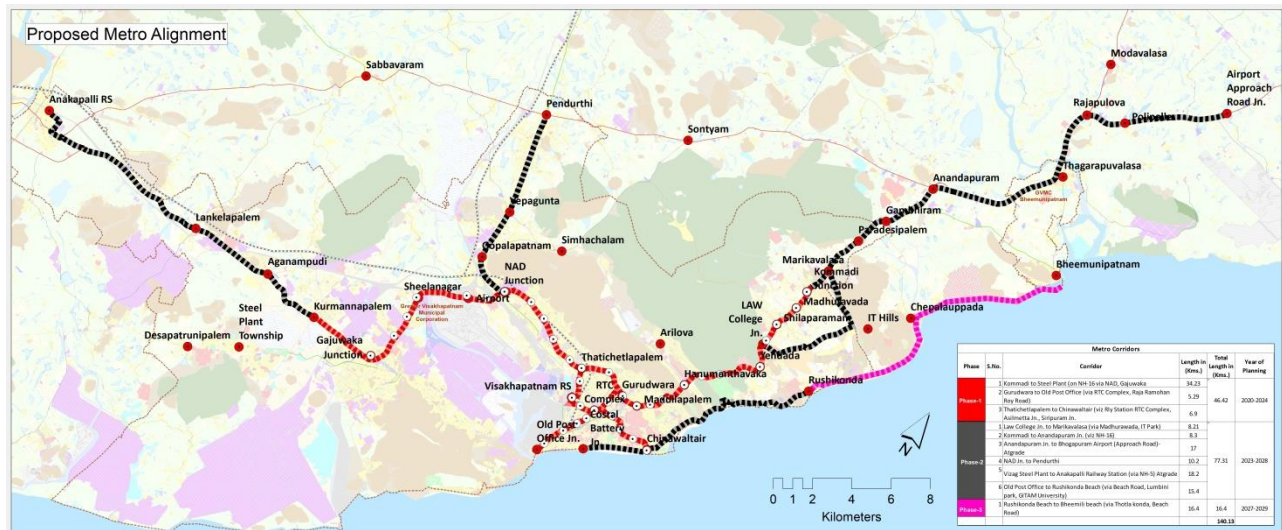 Proposed Metro Alignment
Modavalasa
Sabbavaram
Airport
Approach
Road Jn.
Anakapalli RS
Pendurthi
Rajapulova
Polipally
Sontyam
Thagarapuvalasa
Anandapuram
GVMC
Bheemunipatnam
Vepagunta
Gambhiram
Lankelapalem
Paradesipalem
Gopalapatnam
Simhachalam
NAD
Junction
Marikavalasa
Kommadi
Junction
Bheemunipatnam
Aganampudi
Sheelanagar
Airport
Greater Visakhapatnam
Municipal
Corporation
LAW
College
Jn.
Madhuravada
Shilaparamam
Kurmannapalem
Chepalauppada
IT Hills
Steel
Plant
Township
Desapatrunipalem
Gajuwaka
Junction
Arilova
Yendada
Thatichetlapalem
Hanumanthavaka
Visakhapatnam RS
RTC
Complex
Gurudwara
Maddilapalem
Rushikonda
Costal
Battery
Jn.
Old Post
Office Jn.
Chinawaltair
N
0 0.5 1 2 4 6 8
Kilometers
Metro Corridors
Phase S.No. Corridor Length in (Kms.) Total Length in (Kms.) Year of Planning
Phase-1 1 Kommadi to Steel Plant (on NH-16 via NAD, Gajuwaka) 34.23 46.42 2020-2024
2 Gurudwara to Old Post Office (via RTC Complex, Raja Ramohan Roy Road) 5.29
3 Thatichetlapalem to Chinawaltair (viz Rly Station RTC Complex, Asilmetta Jn., Siripuram Jn. 6.9
Phase-2 1 Law College Jn. to Marikavalasa (via Madhurawada, IT Park) 8.21 77.31 2023-2028
2 Kommadi to Anandapuram Jn. (viz NH-16) 8.3
3 Anandapuram Jn. to Bhogapuram Airport (Approach Road)- Atgrade 17
4 NAD Jn. to Pendurthi 10.2
5 Vizag Steel Plant to Anakapalli Railway Station (via NH-5) Atgrade 18.2
6 Old Post Office to Rushikonda Beach (via Beach Road, Lumbini park, GITAM University) 15.4
Phase-3 1 Rushikonda Beach to Bheemili beach (via Thotla konda, Beach Road) 16.4 16.4 2027-2029
140.13